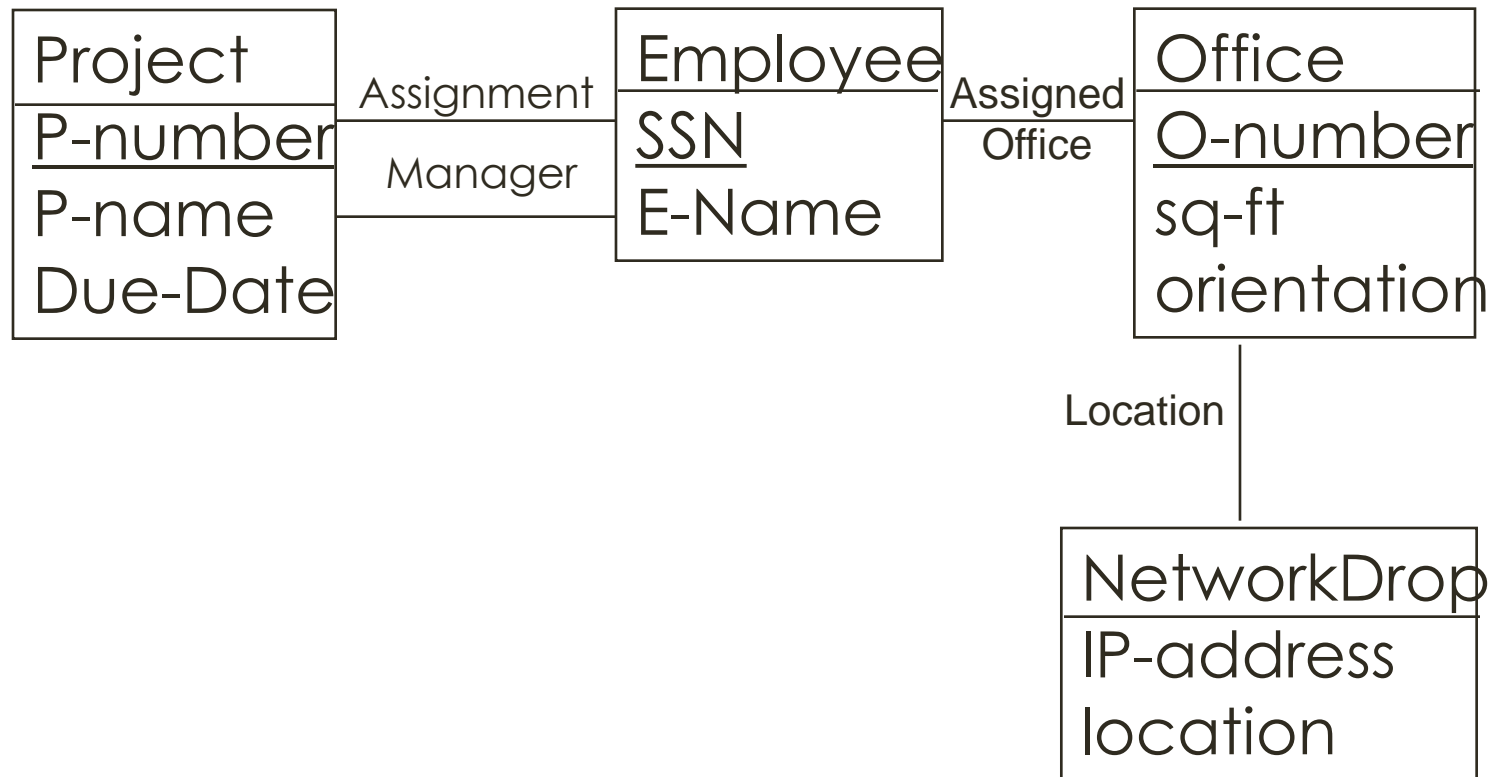 Project
P-number
P-name
Due-Date
Assignment
Manager
Employee
SSN
E-Name
Assigned
Office
Office
O-number
sq-ft
orientation
Location
NetworkDrop
IP-address
location